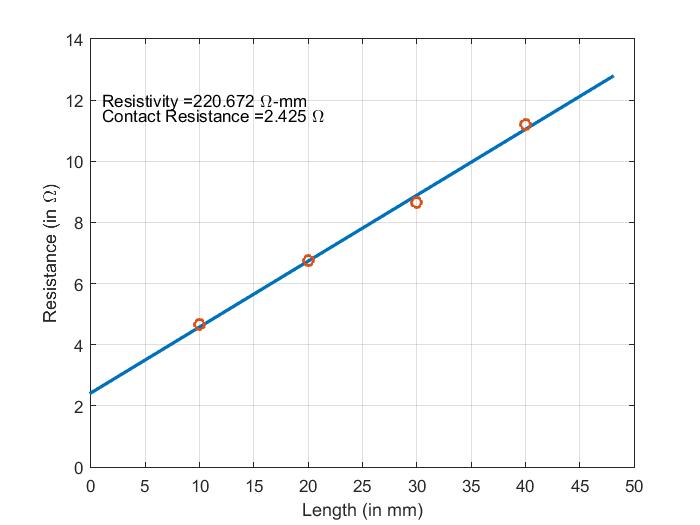 14
12
10
8
6
4
2
0
Resistivity =220.672 Ω-mm
Contact Resistance =2.425 Ω
Resistance (in Ω)
0 5 10 15 20 25 30 35 40 45 50
Length (in mm)